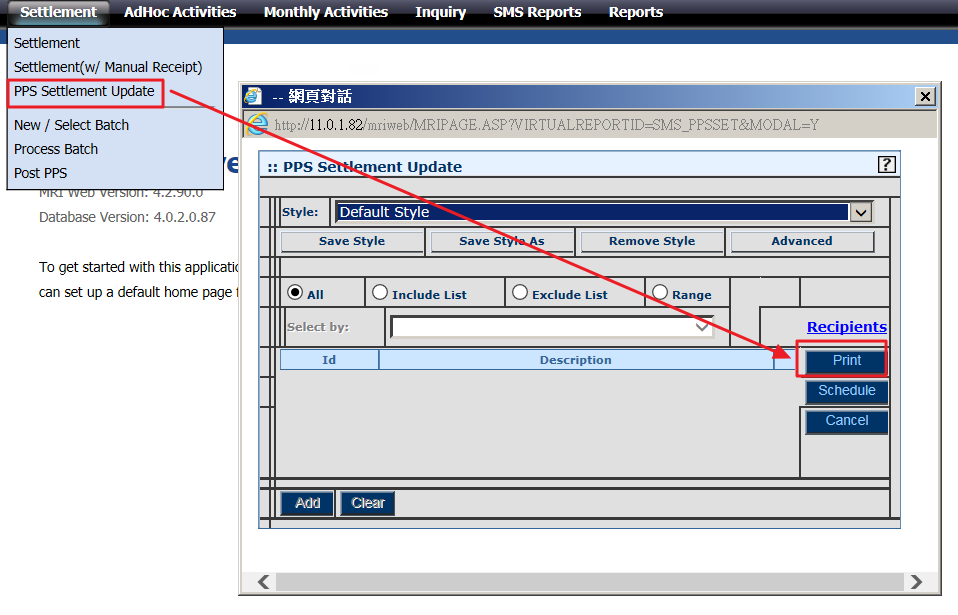 Settlement AdHoc Activities Monthly Activities Inquiry SMS Reports Reports
Settlement
Settlement(w/ Manual Receipt)
PPS Settlement Update
New / Select Batch
Process Batch
Post PPS
MRI Web Version: 4.2.90.0
Database Version: 4.0.2.0.87
To get started with this applicatio
can set up a default home page
-- 網頁對話
http://11.0.1.82/mriweb/MRIPAGE.ASP?VIRTUALREPORTID=SMS_PPSSET&MODAL=Y
:: PPS Settlement Update ?
Style: Default Style
Save Style Save Style As Remove Style Advanced
All Include List Exclude List Range
Select by:
Recipients
Id Description
Print
Schedule
Cancel
Add Clear